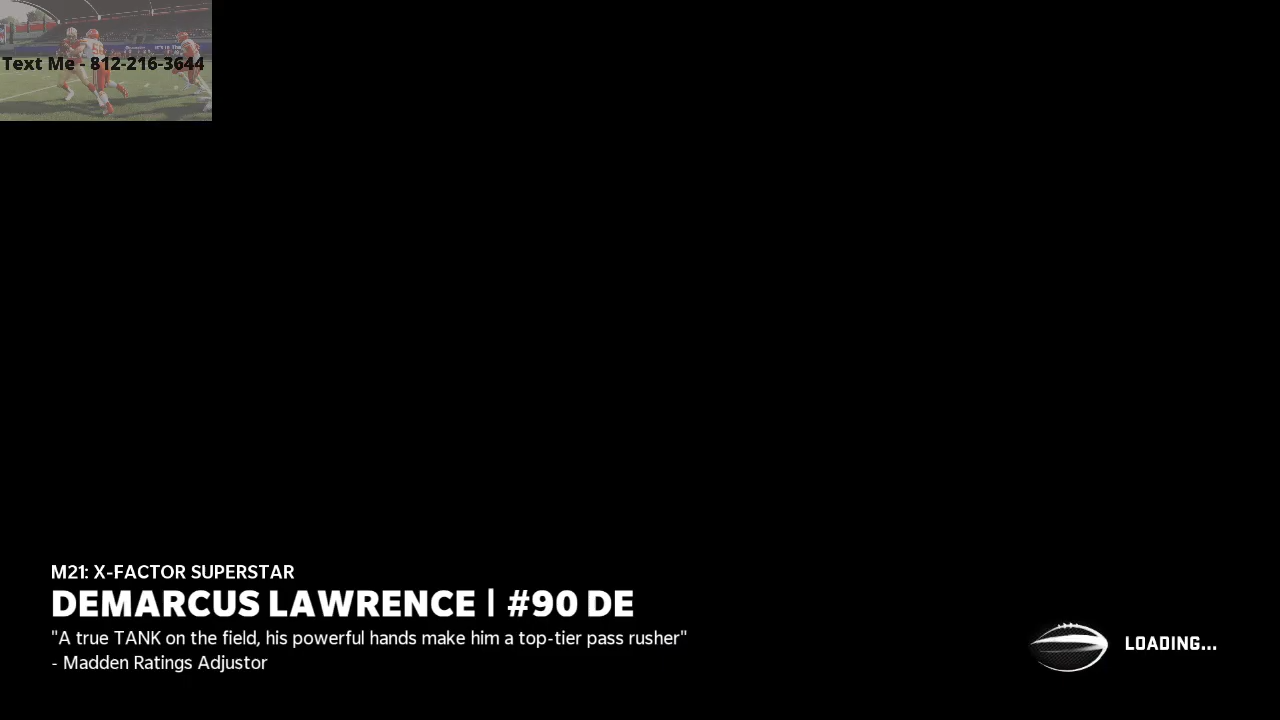 Text Me - 812-216-3644
M21: X-FACTOR SUPERSTAR
DEMARCUS LAWRENCE | #90 DE
"A true TANK on the field, his powerful hands make him a top-tier pass rusher"
- Madden Ratings Adjustor
LOADING...